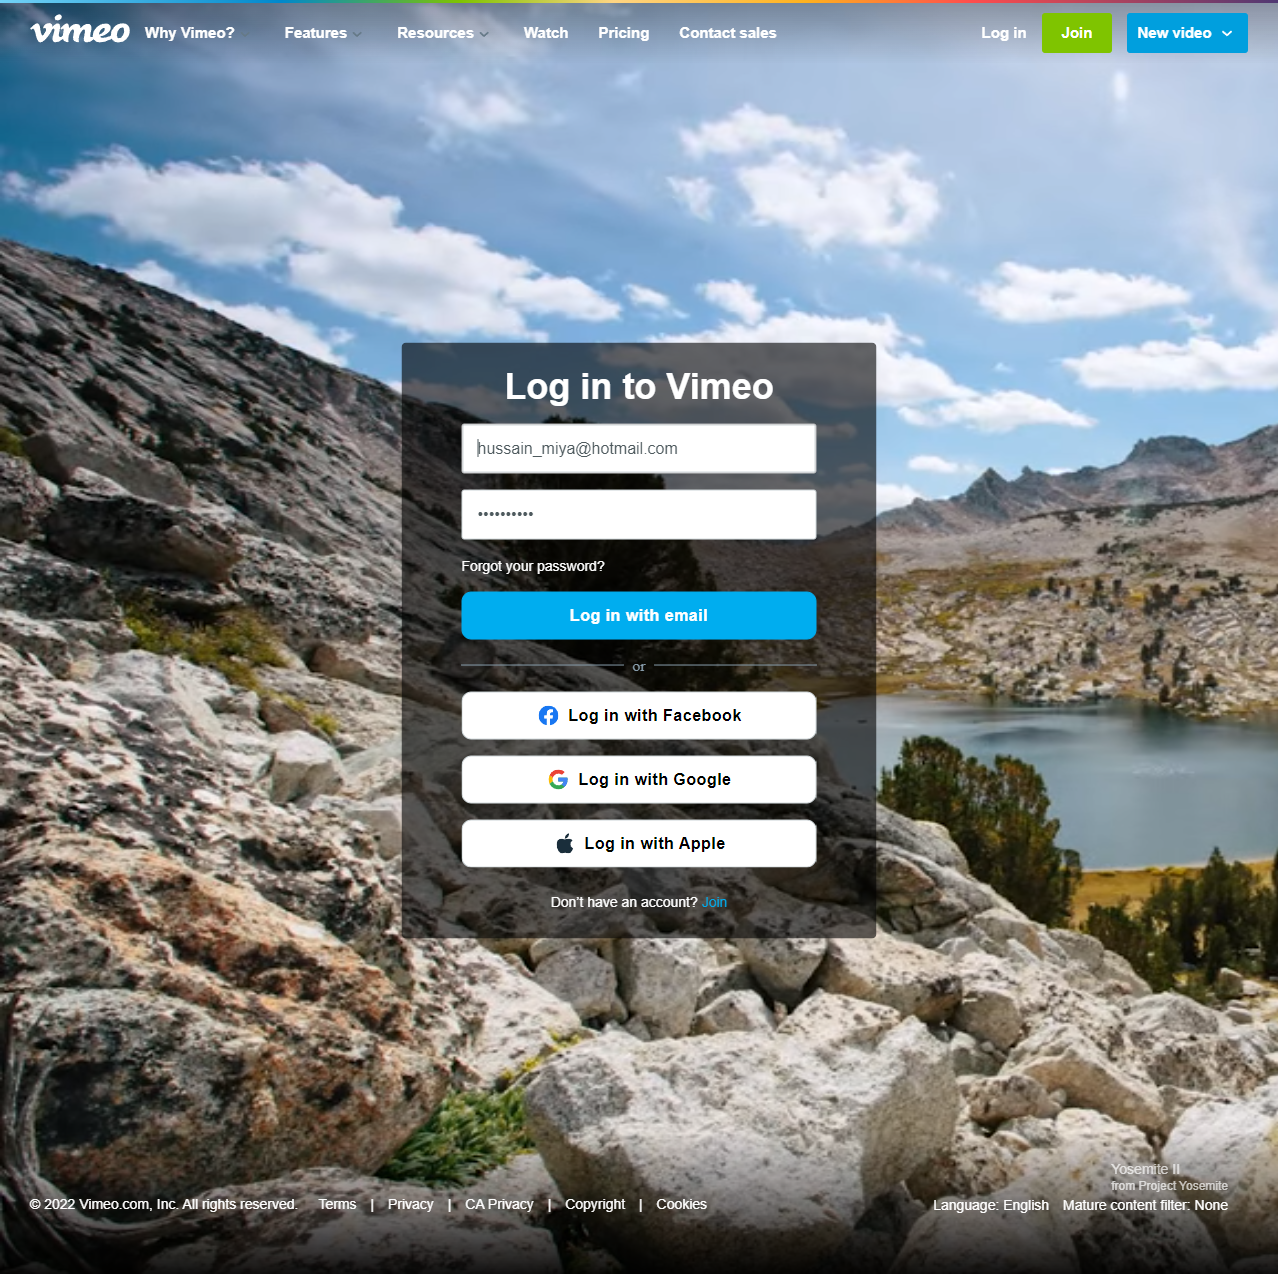 vimeo Why Vimeo? Features Resources Watch Pricing Contact sales Log in Join New video
Log in to Vimeo
hussain_miya@hotmail.com
••••••••••
Forgot your password?
Log in with email
or
Log in with Facebook
Log in with Google
Log in with Apple
Don't have an account? Join
Yosemite II
from Project Yosemite
© 2022 Vimeo.com, Inc. All rights reserved. Terms | Privacy | CA Privacy | Copyright | Cookies
Language: English Mature content filter: None